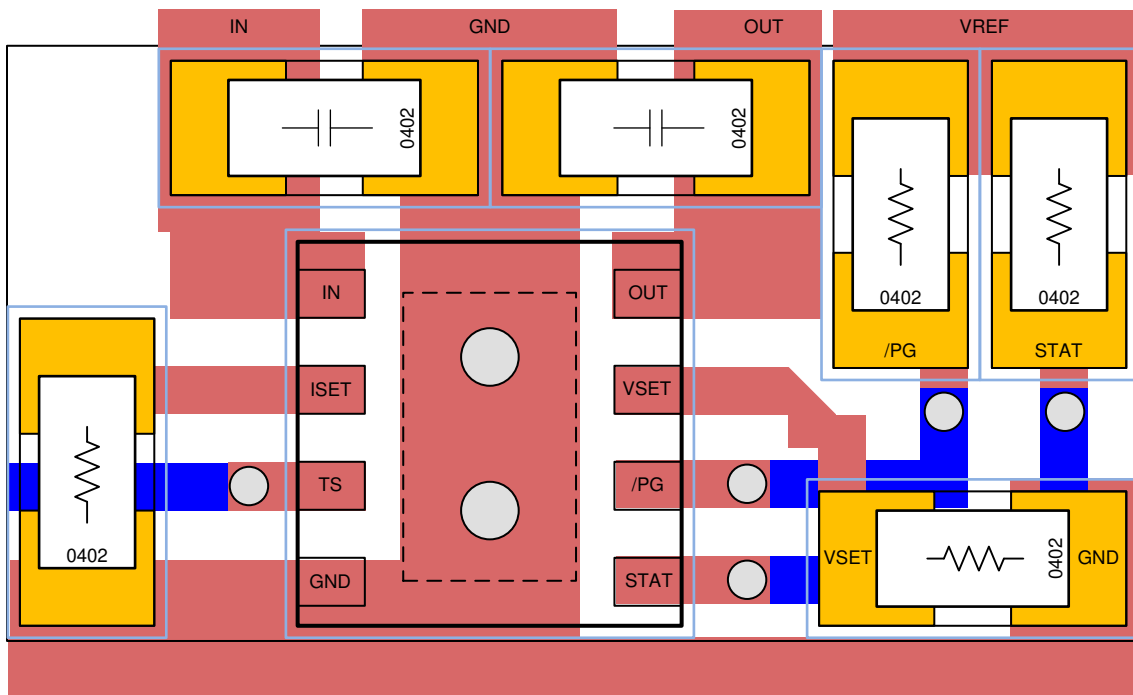 IN
GND
OUT
VREF
0402
0402
0402
0402
/PG
STAT
IN
OUT
ISET
VSET
TS
/PG
0402
GND
STAT
VSET
0402
GND